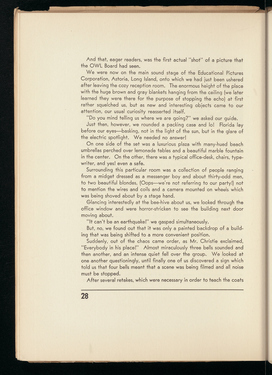 And that, eager readers, was the first actual "shot" of a picture that
the OWL Board had seen.
We were now on the main sound stage of the Educational Pictures
Corporation, Astoria, Long Island, onto which we had just been ushered
after leaving the cozy reception room. The enormous height of the place
with the huge brown and gray blankets hanging from the ceiling (we later
learned they were there for the purpose of stopping the echo) at first
rather squelched us, but as new and interesting objects came to our
attention, our usual curiosity reasserted itself.
"Do you mind telling us where we are going?" we asked our guide.
Just then, however, we rounded a packing case and lo! Florida lay
before our eyes—basking, not in the light of the sun, but in the glare of
the electric spotlight. We needed no answer!
On one side of the set was a luxurious place with many-hued beach
umbrellas perched over lemonade tables and a beautiful marble fountain
in the center. On the other, there was a typical office-desk, chairs, type-
writer, and yes! even a safe.
Surrounding this particular room was a collection of people ranging
from a midget dressed as a messenger boy and about thirty-odd men,
to two beautiful blondes. (Oops—we're not referring to our party!) not
to mention the wires and coils and a camera mounted on wheels which
was being shoved about by a stage hand.
Glancing interestedly at the bee-hive about us, we looked through the
office window and were horror-stricken to see the building next door
moving about.
"It can't be an earthquake!" we gasped simultaneously.
But, no, we found out that it was only a painted backdrop of a build-
ing that was being shifted to a more convenient position.
Suddenly, out of the chaos came order, as Mr. Christie exclaimed,
"Everybody in his place!" Almost miraculously three bells sounded and
then another, and an intense quiet fell over the group. We looked at
one another questioningly, until finally one of us discovered a sign which
told us that four bells meant that a scene was being filmed and all noise
must be stopped.
After several retakes, which were necessary in order to teach the coats
28